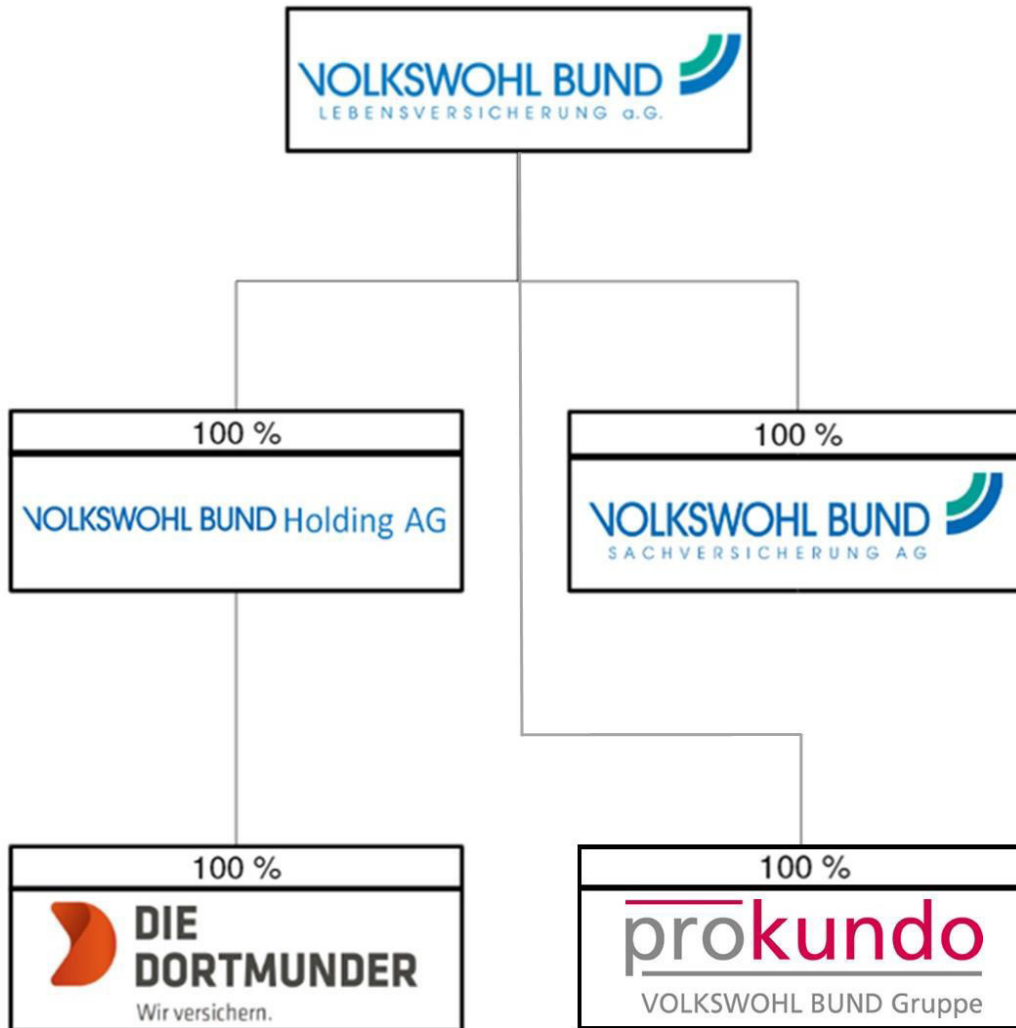 VOLKSWOHL BUND
LEBENSVERSICHERUNG a.G.
100 %
VOLKSWOHL BUND Holding AG
100 %
VOLKSWOHL BUND
SACHVERSICHERUNG AG
100 %
DIE
DORTMUNDER
Wir versichern.
100 %
prokundo
VOLKSWOHL BUND Gruppe